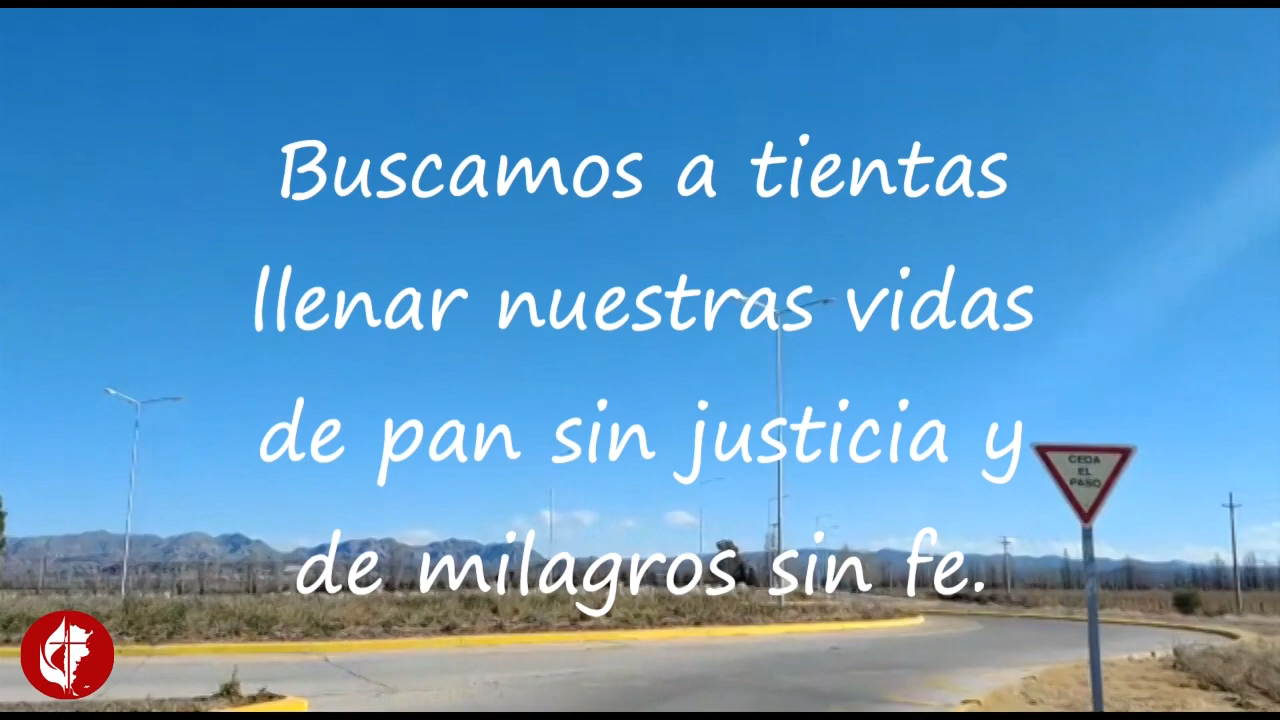 Buscamos a tientas
llenar nuestras vidas
de pan sin justicia y
de milagros sin fe.
CEDA
EL
PASO